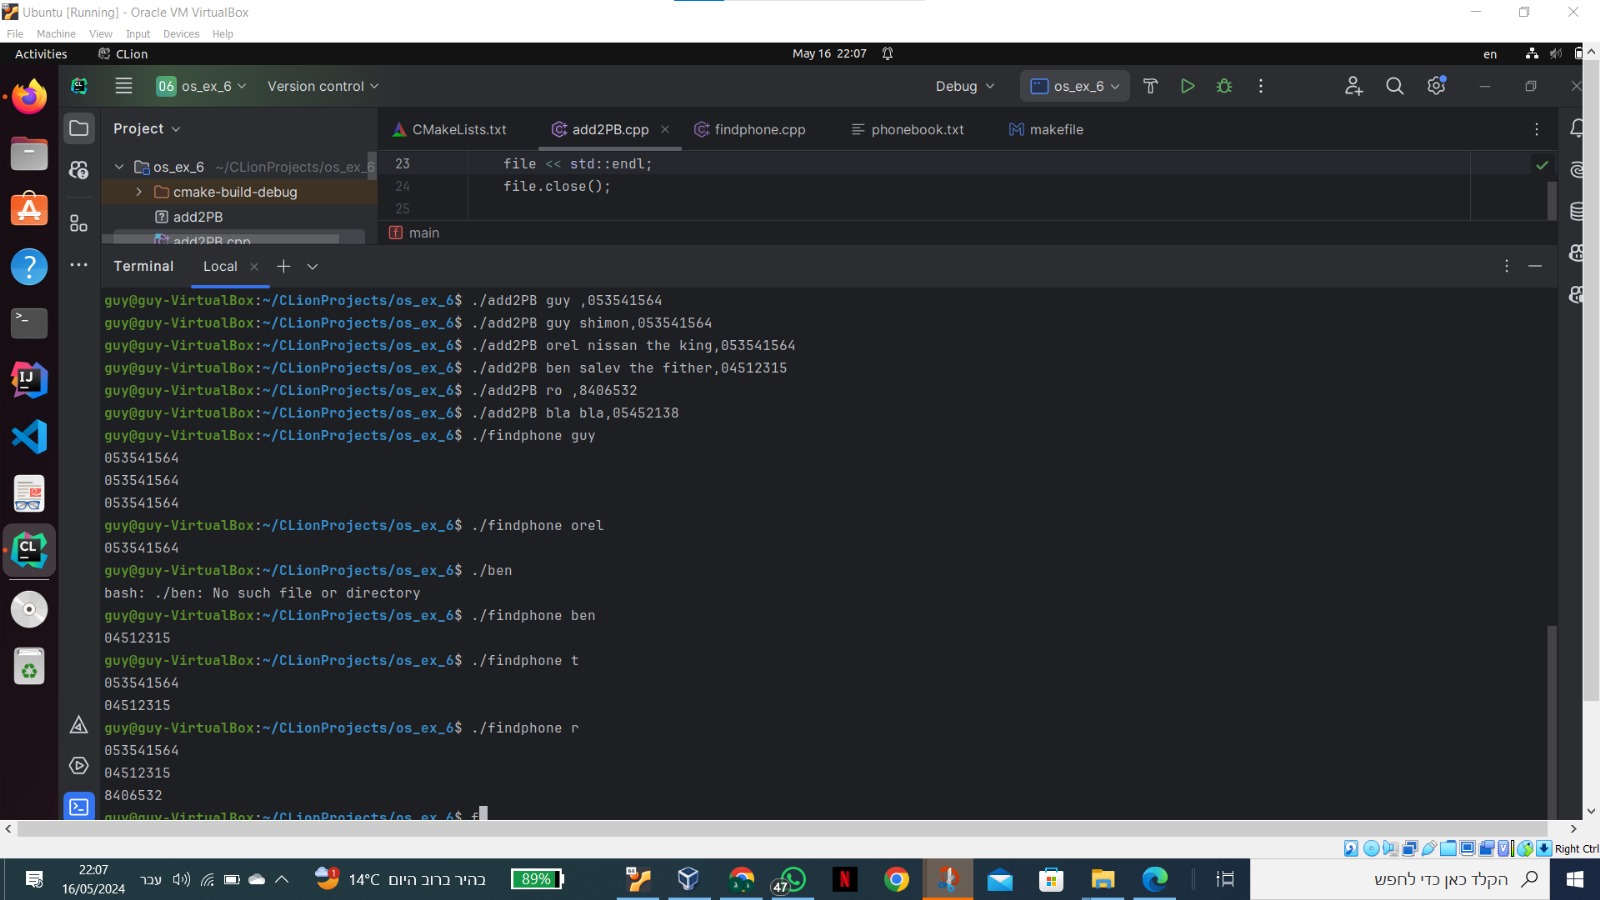 Ubuntu [Running] - Oracle VM VirtualBox
File Machine View Input Devices Help
Activities CLion May 16 22:07 en
06 os_ex_6 Version control Debug os_ex_6
Project CMakeLists.txt add2PB.cpp findphone.cpp phonebook.txt makefile
os_ex_6 ~/CLionProjects/os_ex_6
cmake-build-debug
add2PB
add2PB.cpp
23 file << std::endl;
24 file.close();
25
main
Terminal Local
guy@guy-VirtualBox:~/CLionProjects/os_ex_6$ ./add2PB guy ,053541564
guy@guy-VirtualBox:~/CLionProjects/os_ex_6$ ./add2PB guy shimon,053541564
guy@guy-VirtualBox:~/CLionProjects/os_ex_6$ ./add2PB orel nissan the king,053541564
guy@guy-VirtualBox:~/CLionProjects/os_ex_6$ ./add2PB ben salev the fither,04512315
guy@guy-VirtualBox:~/CLionProjects/os_ex_6$ ./add2PB ro ,8406532
guy@guy-VirtualBox:~/CLionProjects/os_ex_6$ ./add2PB bla bla,05452138
guy@guy-VirtualBox:~/CLionProjects/os_ex_6$ ./findphone guy
053541564
053541564
053541564
guy@guy-VirtualBox:~/CLionProjects/os_ex_6$ ./findphone orel
053541564
guy@guy-VirtualBox:~/CLionProjects/os_ex_6$ ./ben
bash: ./ben: No such file or directory
guy@guy-VirtualBox:~/CLionProjects/os_ex_6$ ./findphone ben
04512315
guy@guy-VirtualBox:~/CLionProjects/os_ex_6$ ./findphone t
053541564
04512315
guy@guy-VirtualBox:~/CLionProjects/os_ex_6$ ./findphone r
053541564
04512315
8406532
guy@guy-VirtualBox:~/CLionProjects/os_ex_6$ f
Right Ctrl
22:07
16/05/2024
עבר
14°C בהיר ברוב היום
89%
47
הקלד כאן כדי לחפש